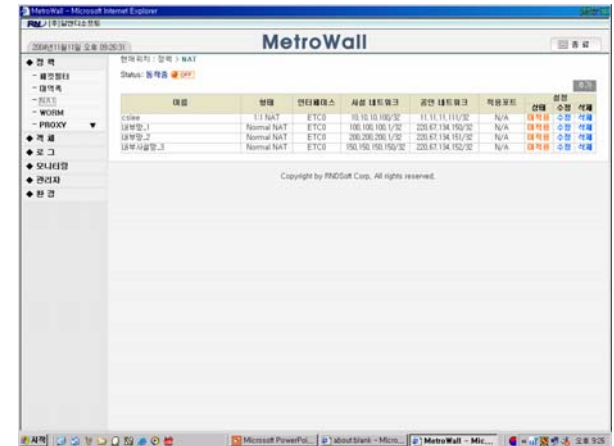 MetroWall - Microsoft Internet Explorer
MetroWall
2004년11월11일 오후 09:25:31
종료
현재위치 : 정책 > NAT
Status: 동작중 OFF
추가
이름 형태 인터페이스 사설 네트워크 공인 네트워크 적용포트 설정
상태 수정 삭제
cslee 1:1 NAT ETC0 10.10.10.100/32 11.11.11.111/32 N/A 미적용 수정 삭제
내부망_1 Normal NAT ETC0 100.100.100.1/32 220.67.134.150/32 N/A 미적용 수정 삭제
내부망_2 Normal NAT ETC0 200.200.200.1/32 220.67.134.151/32 N/A 미적용 수정 삭제
내부사설망_3 Normal NAT ETC0 150.150.150.150/32 220.67.134.152/32 N/A 미적용 수정 삭제
◆ 정책
- 패킷필터
- 대역폭
- NAT
- WORM
- PROXY ▼
◆ 객체
◆ 로그
◆ 모니터링
◆ 관리자
◆ 환경
Copyright by RNDSoft Corp. All rights reserved.
시작
Microsoft PowerPoi...
about:blank - Micro...
MetroWall - Mic...
오후 9:25